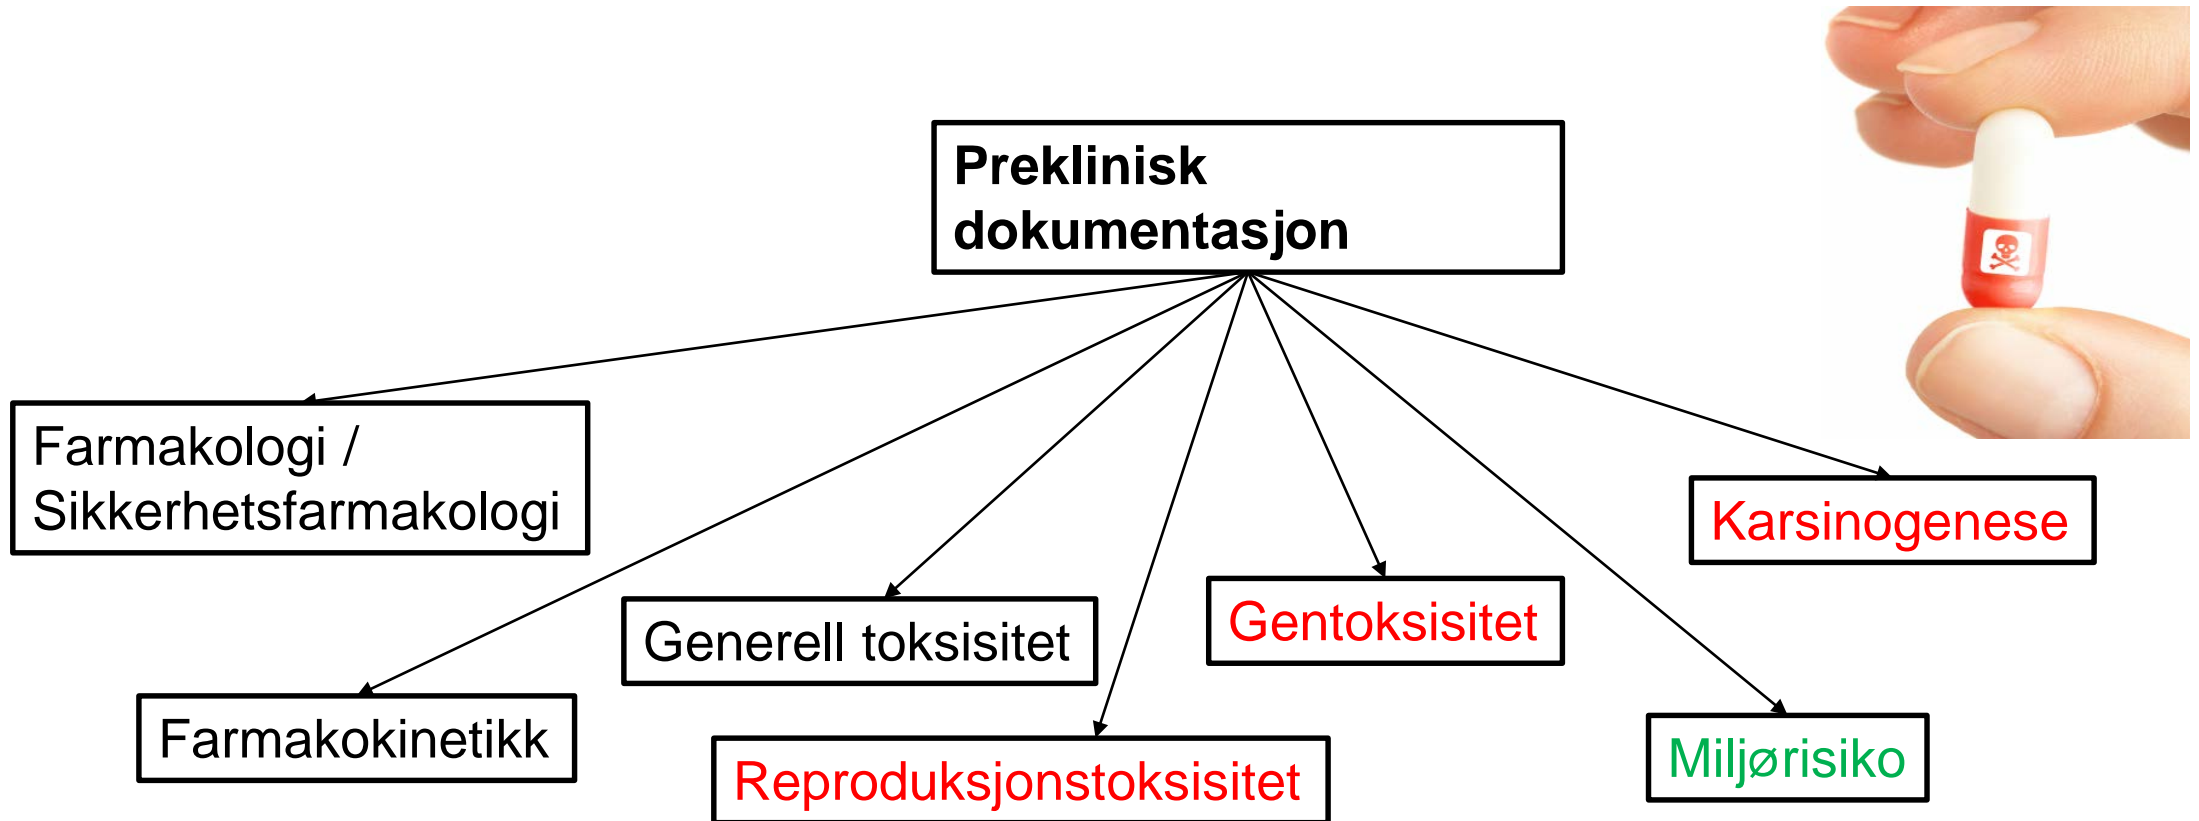 Preklinisk
dokumentasjon
Farmakologi /
Sikkerhetsfarmakologi
Karsinogenese
Gentoksisitet
Generell toksisitet
Farmakokinetikk
Miljørisiko
Reproduksjonstoksisitet